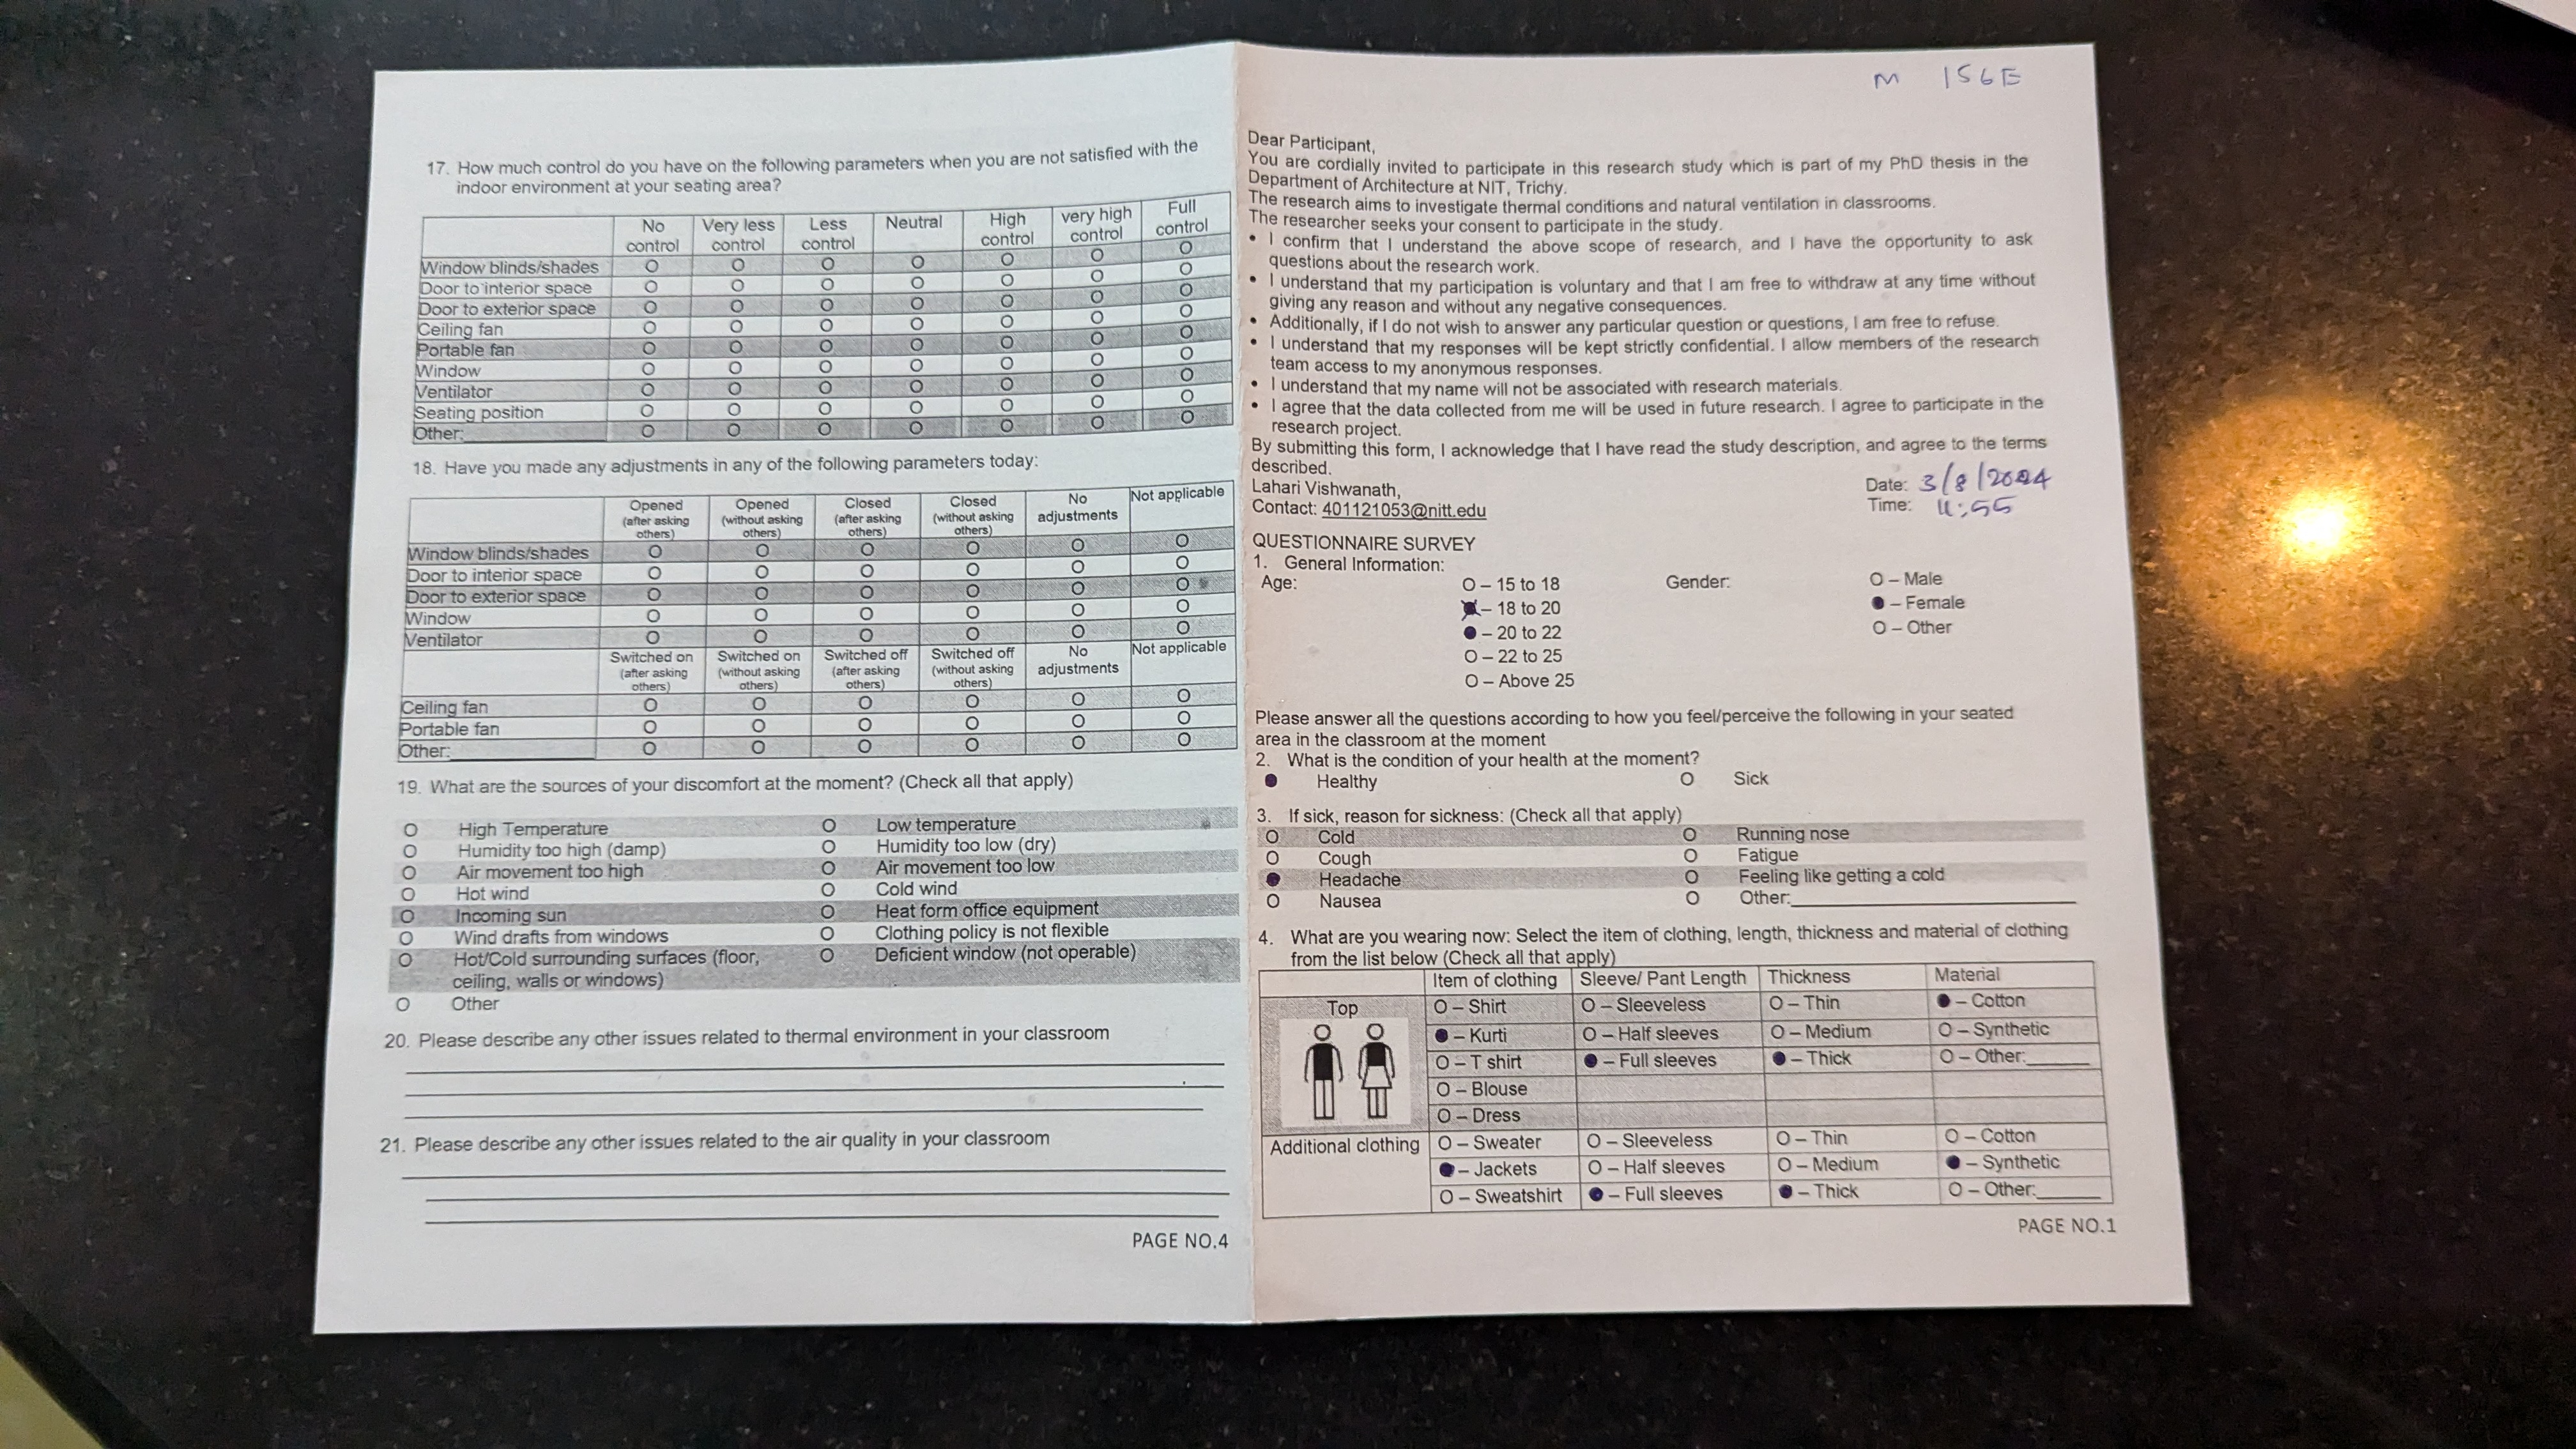 17. How much control do you have on the following parameters when you are not satisfied with the
indoor environment at your seating area?
No control Very less control Less control Neutral High control very high control Full control
Window blinds/shades O O O O O O O
Door to interior space O O O O O O O
Door to exterior space O O O O O O O
Ceiling fan O O O O O O O
Portable fan O O O O O O O
Window O O O O O O O
Ventilator O O O O O O O
Seating position O O O O O O O
Other: O O O O O O O
18. Have you made any adjustments in any of the following parameters today:
Opened (after asking others) Opened (without asking others) Closed (after asking others) Closed (without asking others) No adjustments Not applicable
Window blinds/shades O O O O O O
Door to interior space O O O O O O
Door to exterior space O O O O O O
Window O O O O O O
Ventilator O O O O O O
Switched on (after asking others) Switched on (without asking others) Switched off (after asking others) Switched off (without asking others) No adjustments Not applicable
Ceiling fan O O O O O O
Portable fan O O O O O O
Other: O O O O O O
19. What are the sources of your discomfort at the moment? (Check all that apply)
O High Temperature O Low temperature
O Humidity too high (damp) O Humidity too low (dry)
O Air movement too high O Air movement too low
O Hot wind O Cold wind
O Incoming sun O Heat form office equipment
O Wind drafts from windows O Clothing policy is not flexible
O Hot/Cold surrounding surfaces (floor, O Deficient window (not operable)
ceiling, walls or windows)
O Other
20. Please describe any other issues related to thermal environment in your classroom
21. Please describe any other issues related to the air quality in your classroom
PAGE NO.4
M 156E
Dear Participant,
You are cordially invited to participate in this research study which is part of my PhD thesis in the
Department of Architecture at NIT, Trichy.
The research aims to investigate thermal conditions and natural ventilation in classrooms.
The researcher seeks your consent to participate in the study.
• I confirm that I understand the above scope of research, and I have the opportunity to ask
questions about the research work.
• I understand that my participation is voluntary and that I am free to withdraw at any time without
giving any reason and without any negative consequences.
• Additionally, if I do not wish to answer any particular question or questions, I am free to refuse.
• I understand that my responses will be kept strictly confidential. I allow members of the research
team access to my anonymous responses.
• I understand that my name will not be associated with research materials.
• I agree that the data collected from me will be used in future research. I agree to participate in the
research project.
By submitting this form, I acknowledge that I have read the study description, and agree to the terms
described.
Lahari Vishwanath, Date: 3/8/2024
Contact: 401121053@nitt.edu Time: 11:55
QUESTIONNAIRE SURVEY
1. General Information:
Age: O – 15 to 18 Gender: O – Male
– 18 to 20 ● – Female
● – 20 to 22 O – Other
O – 22 to 25
O – Above 25
Please answer all the questions according to how you feel/perceive the following in your seated
area in the classroom at the moment
2. What is the condition of your health at the moment?
● Healthy O Sick
3. If sick, reason for sickness: (Check all that apply)
O Cold O Running nose
O Cough O Fatigue
● Headache O Feeling like getting a cold
O Nausea O Other:
4. What are you wearing now: Select the item of clothing, length, thickness and material of clothing
from the list below (Check all that apply)
Item of clothing Sleeve/ Pant Length Thickness Material
Top O – Shirt O – Sleeveless O – Thin ● – Cotton
● – Kurti O – Half sleeves O – Medium O – Synthetic
O – T shirt ● – Full sleeves ● – Thick O – Other:
O – Blouse
O – Dress
Additional clothing O – Sweater O – Sleeveless O – Thin O – Cotton
● – Jackets O – Half sleeves O – Medium ● – Synthetic
O – Sweatshirt ● – Full sleeves ● – Thick O – Other:
PAGE NO.1